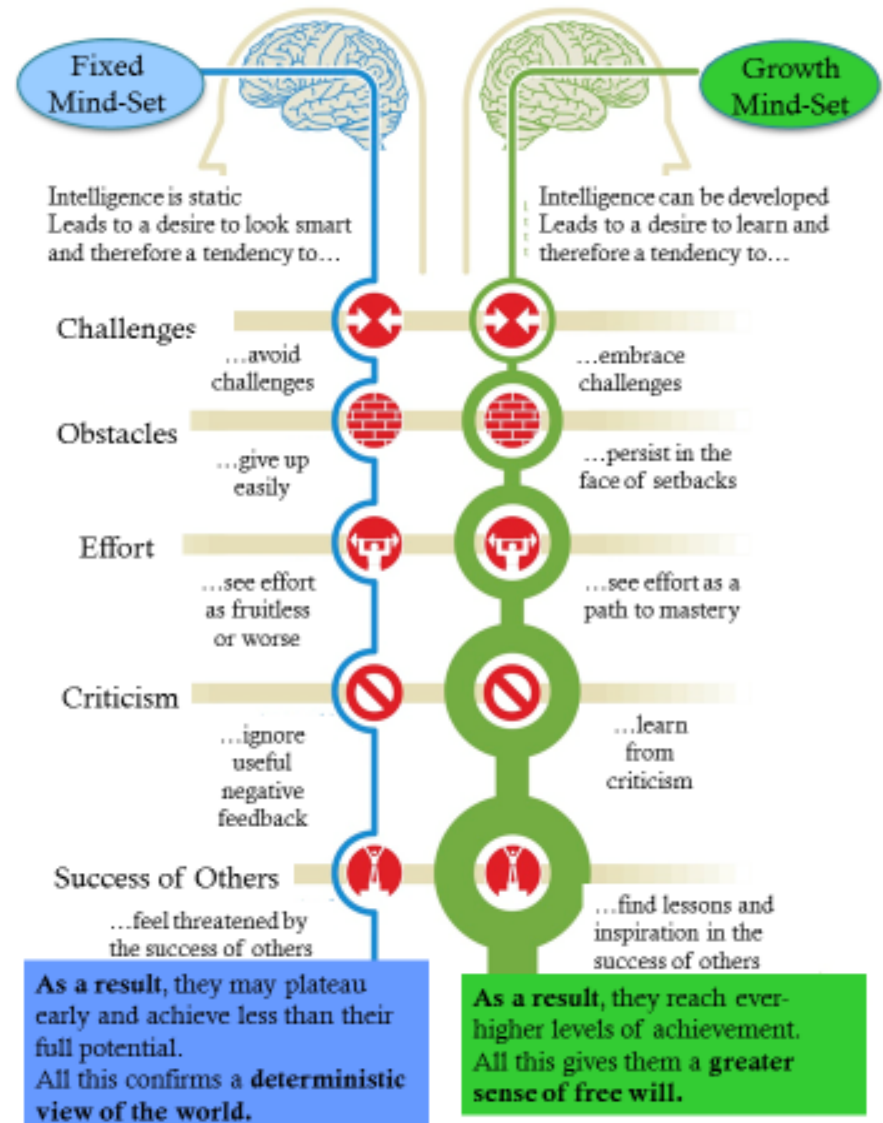 Fixed
Mind-Set
Growth
Mind-Set
Intelligence is static
Leads to a desire to look smart
and therefore a tendency to...
Intelligence can be developed
Leads to a desire to learn and
therefore a tendency to...
Challenges
...avoid
challenges
...embrace
challenges
Obstacles
...give up
easily
...persist in the
face of setbacks
Effort
...see effort
as fruitless
or worse
...see effort as a
path to mastery
Criticism
...ignore
useful
negative
feedback
...learn
from
criticism
Success of Others
...feel threatened by
the success of others
...find lessons and
inspiration in the
success of others
As a result, they may plateau
early and achieve less than their
full potential.
All this confirms a deterministic
view of the world.
As a result, they reach ever-
higher levels of achievement.
All this gives them a greater
sense of free will.